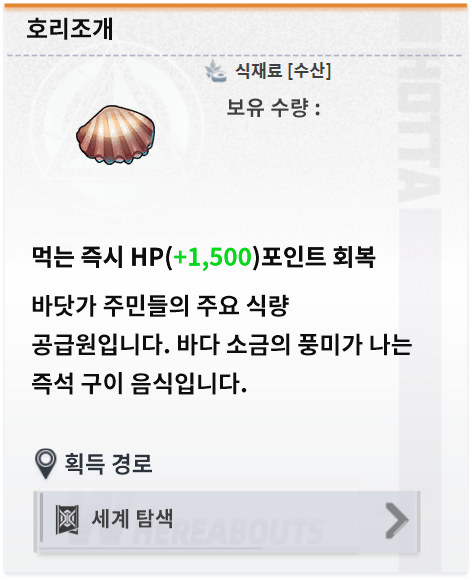 호리조개
식재료 [수산]
보유 수량 :
HOTTA
먹는 즉시 HP(+1,500)포인트 회복
바닷가 주민들의 주요 식량
공급원입니다. 바다 소금의 풍미가 나는
즉석 구이 음식입니다.
획득 경로
세계 탐색
HEREABOUTS